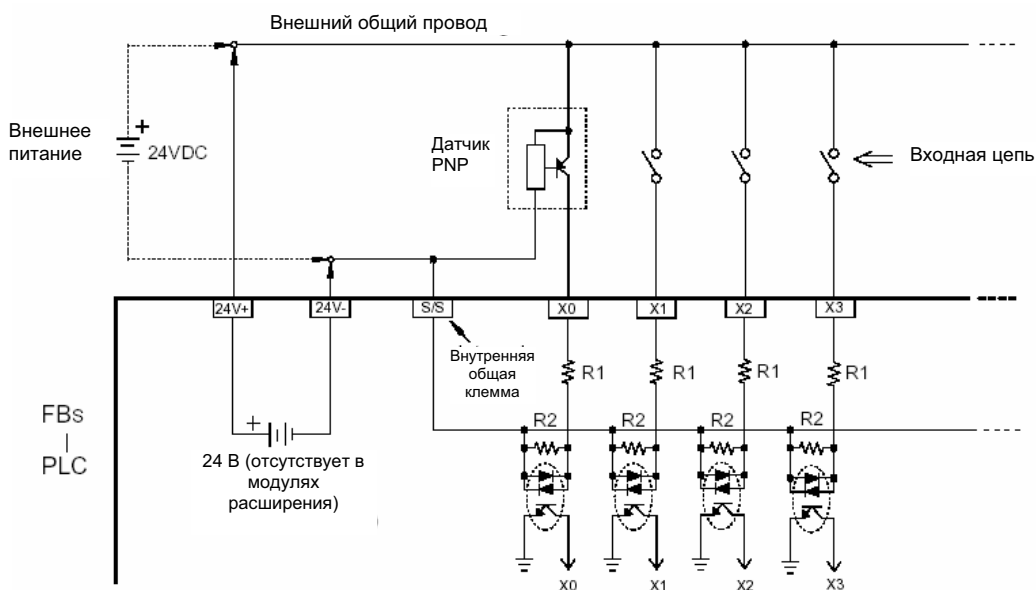 Внешний общий провод
Внешнее
питание
24VDC
Датчик
PNP
Входная цепь
24V+
24V-
S/S
X0
X1
X2
X3
Внутренняя
общая
клемма
R1
R1
R1
R1
FBs
PLC
24 В (отсутствует в
модулях
расширения)
R2
R2
R2
R2
X0
X1
X2
X3